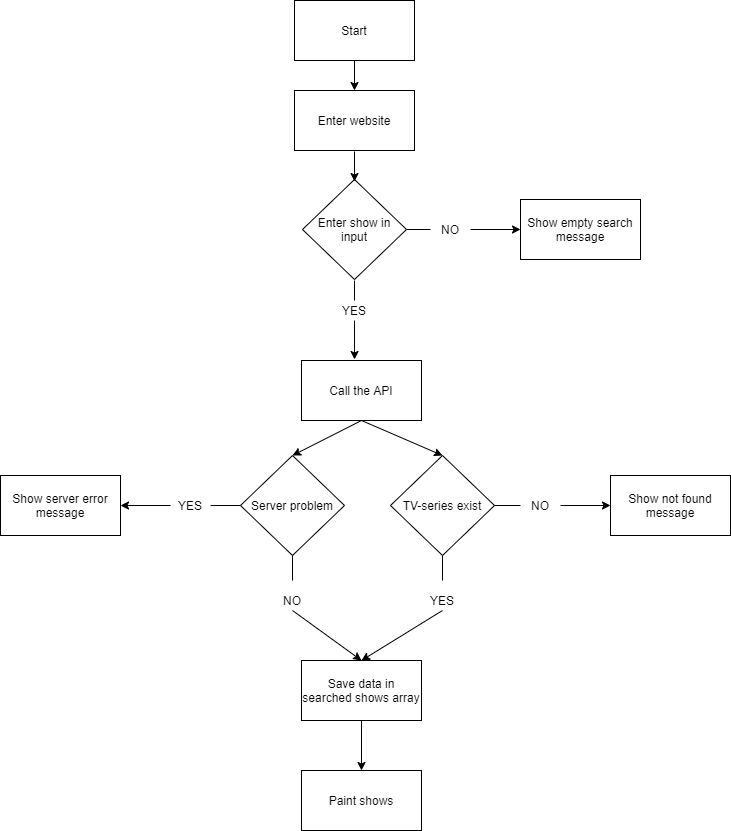 Start
Enter website
Enter show in
input
NO
Show empty search
message
YES
Call the API
Show server error
message
YES
Server problem
TV-series exist
NO
Show not found
message
NO
YES
Save data in
searched shows array
Paint shows